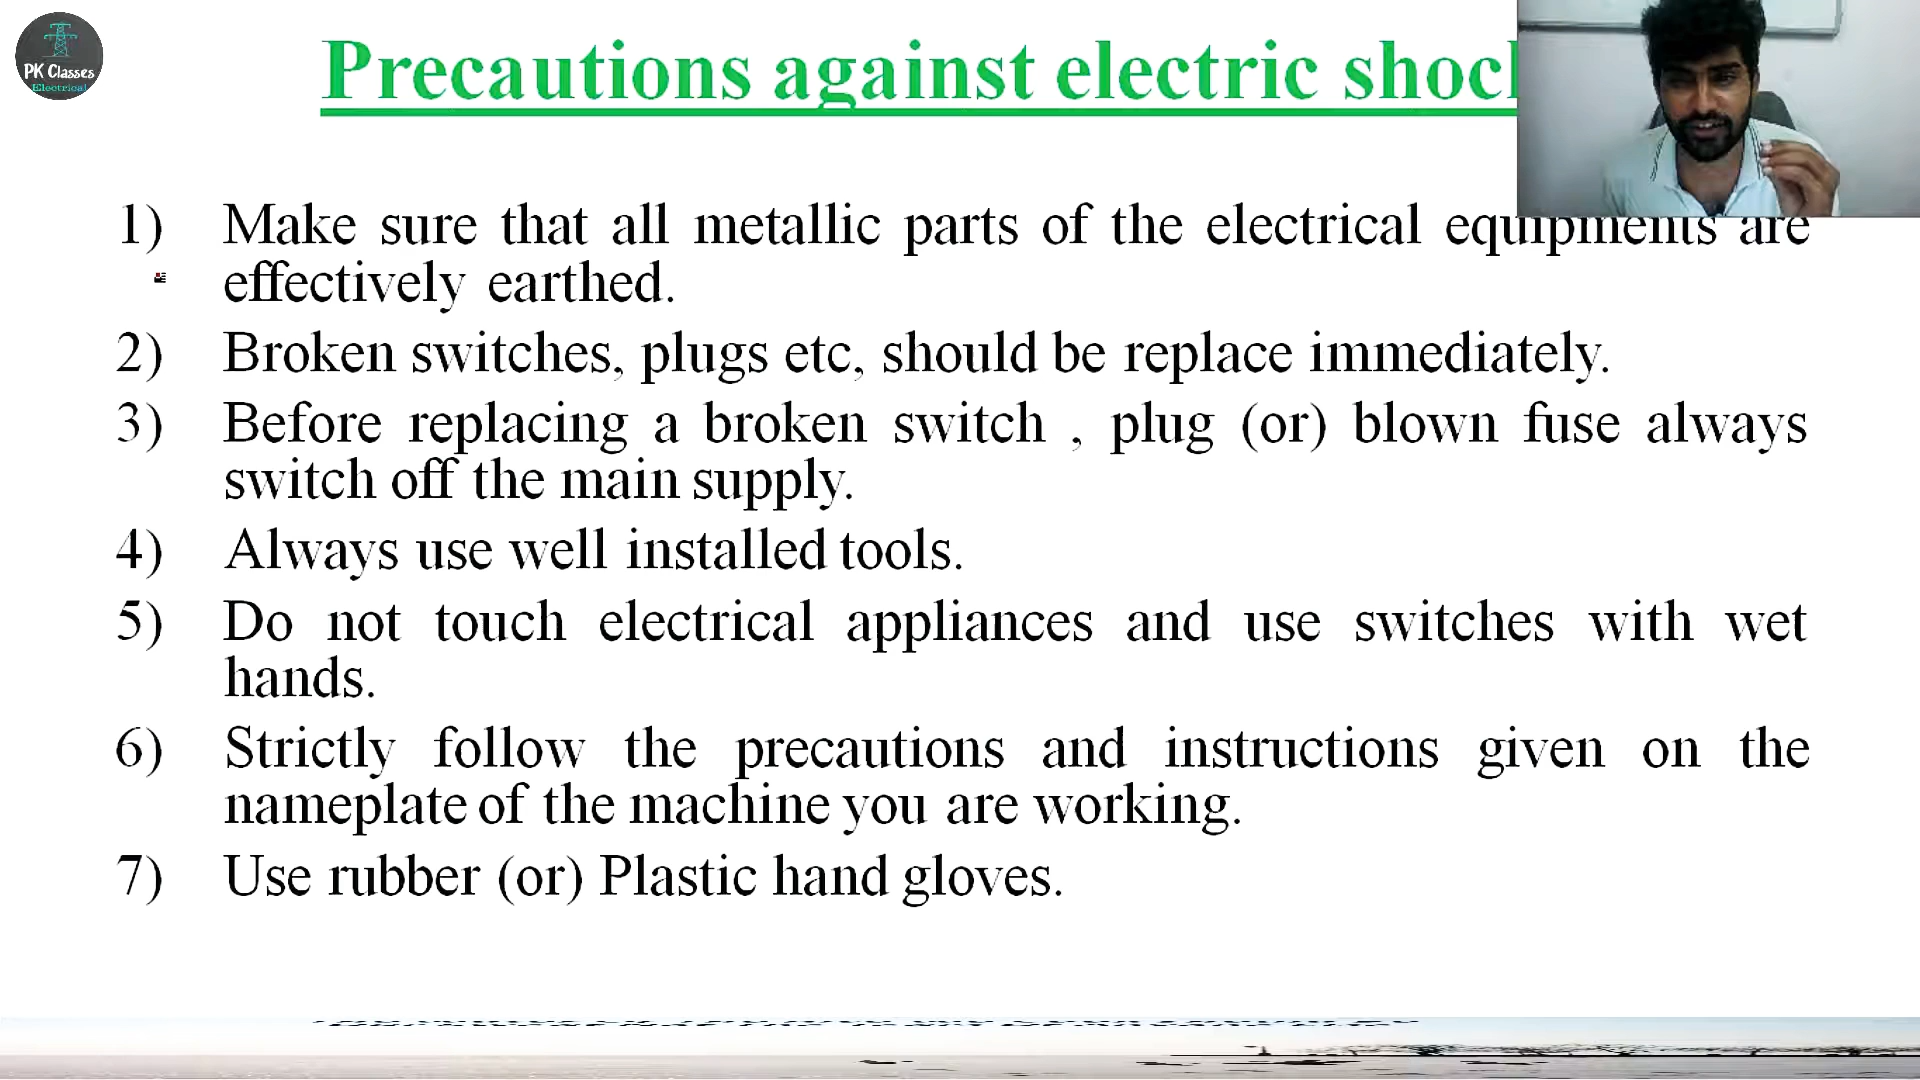 PK Classes
Electrical
Precautions against electric shock
1) Make sure that all metallic parts of the electrical equipments are
effectively earthed.
2) Broken switches, plugs etc, should be replace immediately.
3) Before replacing a broken switch , plug (or) blown fuse always
switch off the main supply.
4) Always use well installed tools.
5) Do not touch electrical appliances and use switches with wet
hands.
6) Strictly follow the precautions and instructions given on the
nameplate of the machine you are working.
7) Use rubber (or) Plastic hand gloves.